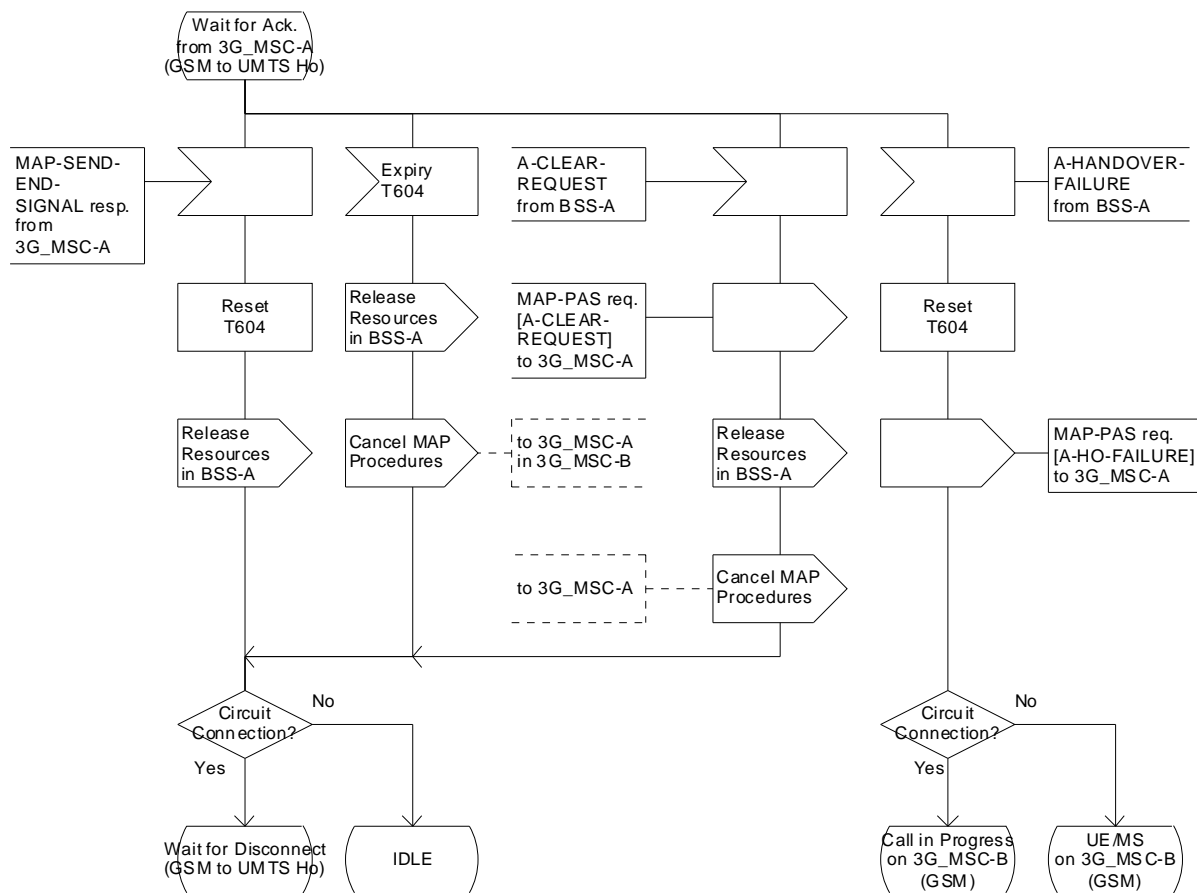 Wait for Ack.
from 3G_MSC-A
(GSM to UMTS Ho)
MAP-SEND-
END-
SIGNAL resp.
from
3G_MSC-A
Expiry
T604
A-CLEAR-
REQUEST
from BSS-A
A-HANDOVER-
FAILURE
from BSS-A
Reset
T604
Release
Resources
in BSS-A
MAP-PAS req.
[A-CLEAR-
REQUEST]
to 3G_MSC-A
Reset
T604
Release
Resources
in BSS-A
Cancel MAP
Procedures
to 3G_MSC-A
in 3G_MSC-B
Release
Resources
in BSS-A
MAP-PAS req.
[A-HO-FAILURE]
to 3G_MSC-A
to 3G_MSC-A
Cancel MAP
Procedures
Circuit
Connection?
No
Yes
Circuit
Connection?
No
Yes
Wait for Disconnect
(GSM to UMTS Ho)
IDLE
Call in Progress
on 3G_MSC-B
(GSM)
UE/MS
on 3G_MSC-B
(GSM)